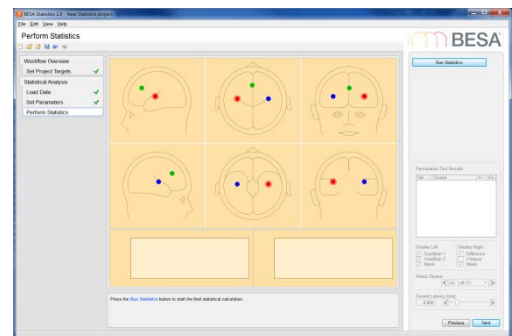 BESA Statistics 1.0 - New Statistics project
File Edit View Help
Perform Statistics
BESA
Workflow Overview
Set Project Targets
Statistical Analysis
Load Data
Set Parameters
Perform Statistics
Run Statistics
Permutation Test Results
Cluster
Display Left
Display Right
Condition 1
Difference
Condition 2
t-Values
Mask
Mask
Select Source
Current Latency [ms]
Press the Run Statistics button to start the final statistical calculation.
Previous
Next